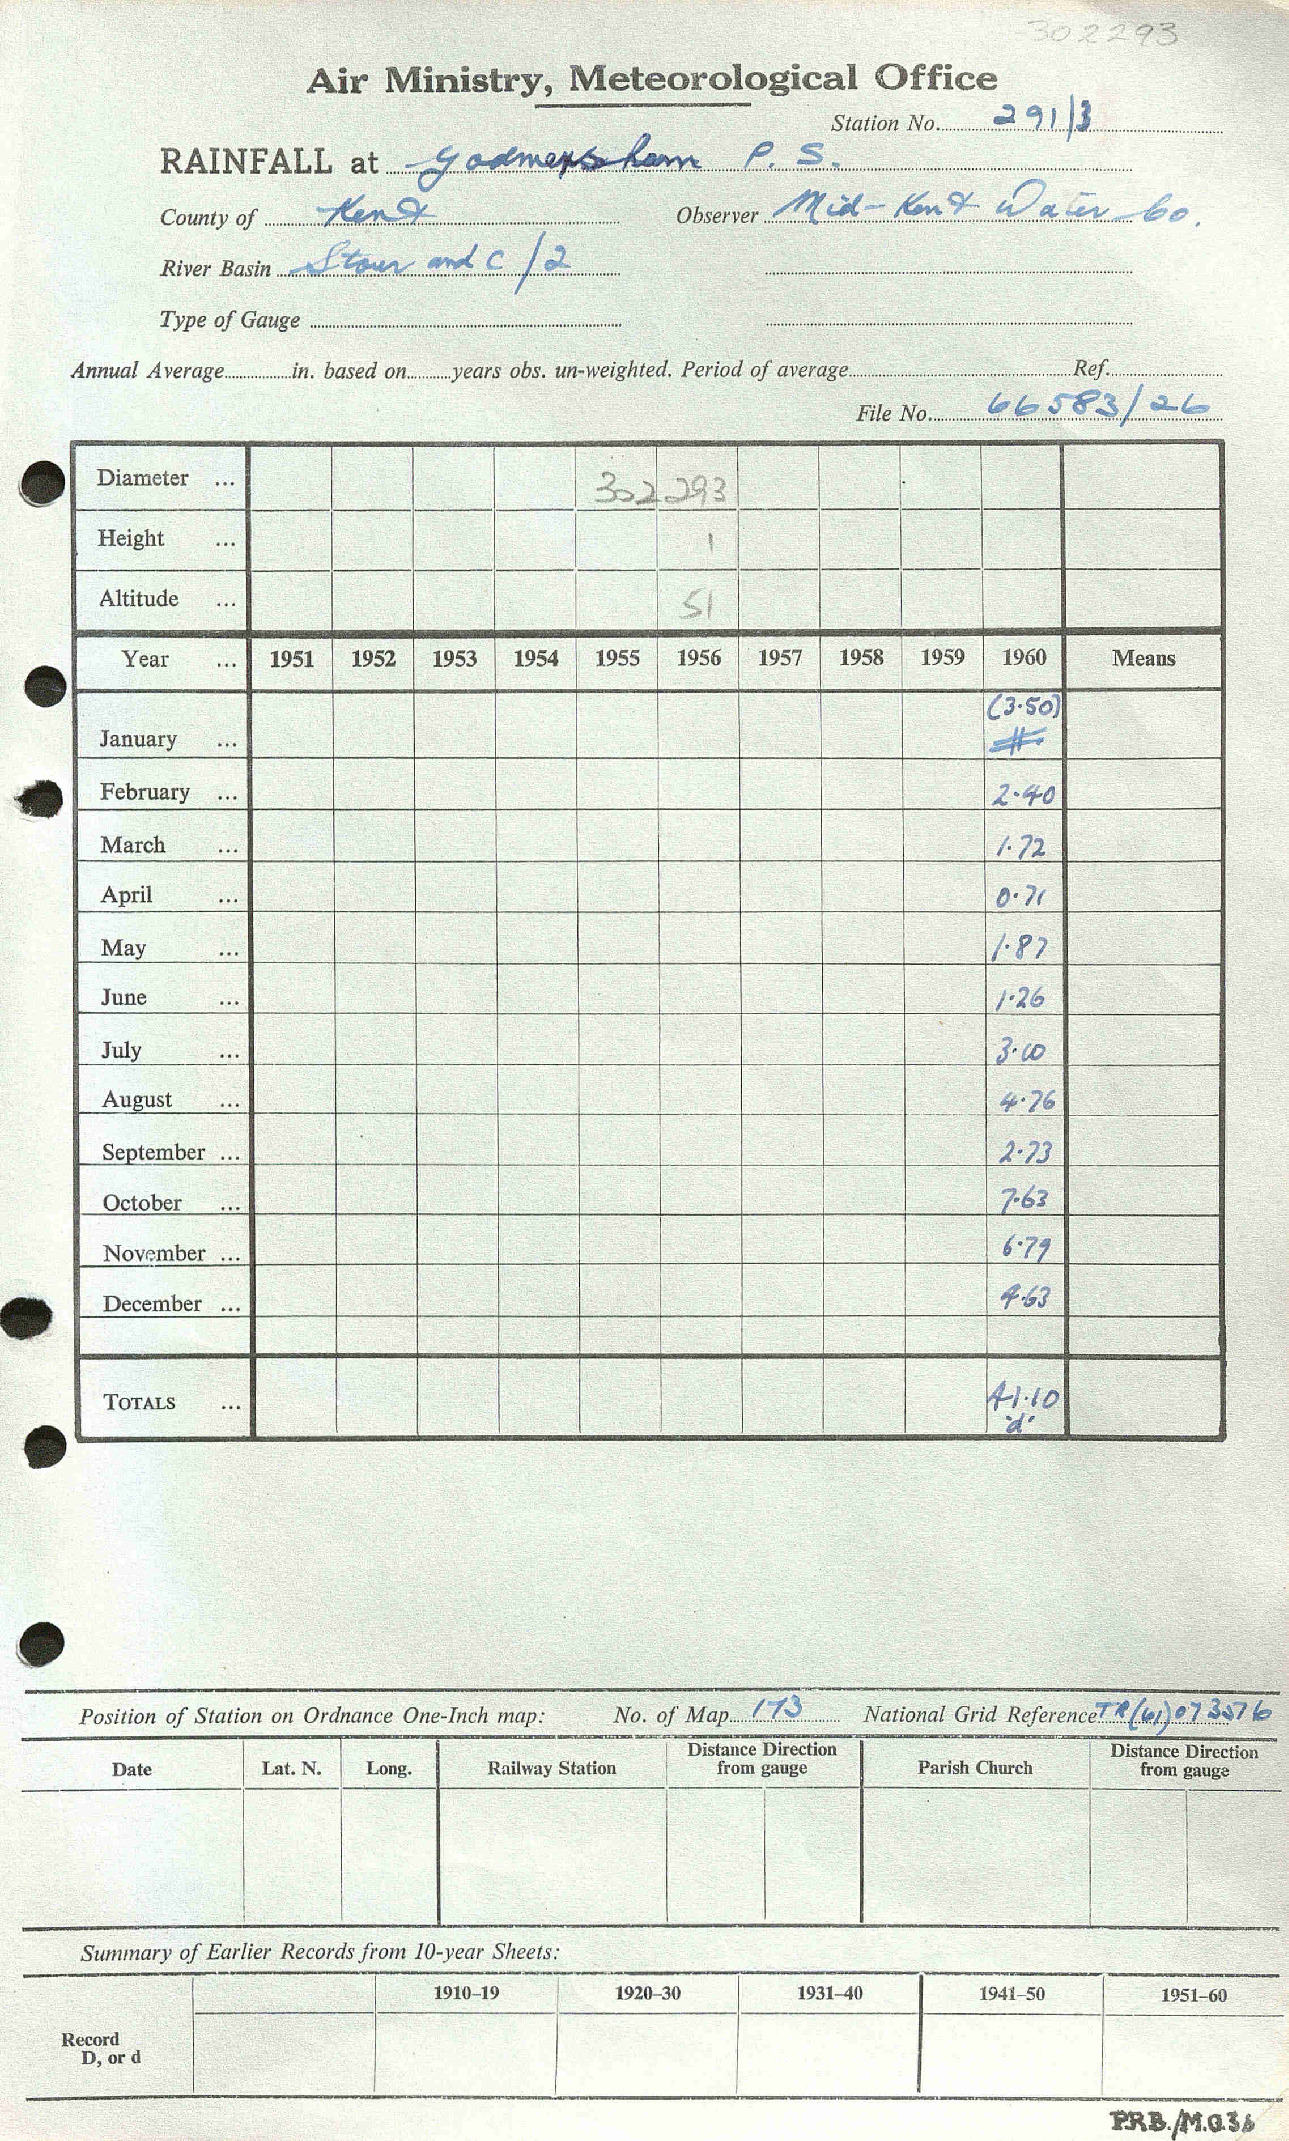 302293
Air Ministry, Meteorological Office
Station No. 291/3
RAINFALL at Godmersham P. S.
County of Kent Observer Mid-Kent Water Co.
River Basin Stour and C/2
Type of Gauge
Annual Average in. based on years obs. un-weighted. Period of average Ref.
File No. 66583/26
Diameter ... 302 293
Height ... 1
Altitude ... 51
Year ... 1951 1952 1953 1954 1955 1956 1957 1958 1959 1960 Means
(3.50)
January ...
February ... 2.40
March ... 1.72
April ... 0.71
May ... 1.87
June ... 1.26
July ... 3.10
August ... 4.76
September ... 2.73
October ... 7.63
November ... 6.79
December ... 4.63
TOTALS ... 41.10
'd'
Position of Station on Ordnance One-Inch map: No. of Map 173 National Grid Reference TR(61)073576
Date Lat. N. Long. Railway Station Distance Direction from gauge Parish Church Distance Direction from gauge
Summary of Earlier Records from 10-year Sheets:
1910–19 1920–30 1931–40 1941–50 1951–60
Record
D, or d
PRB./M.036